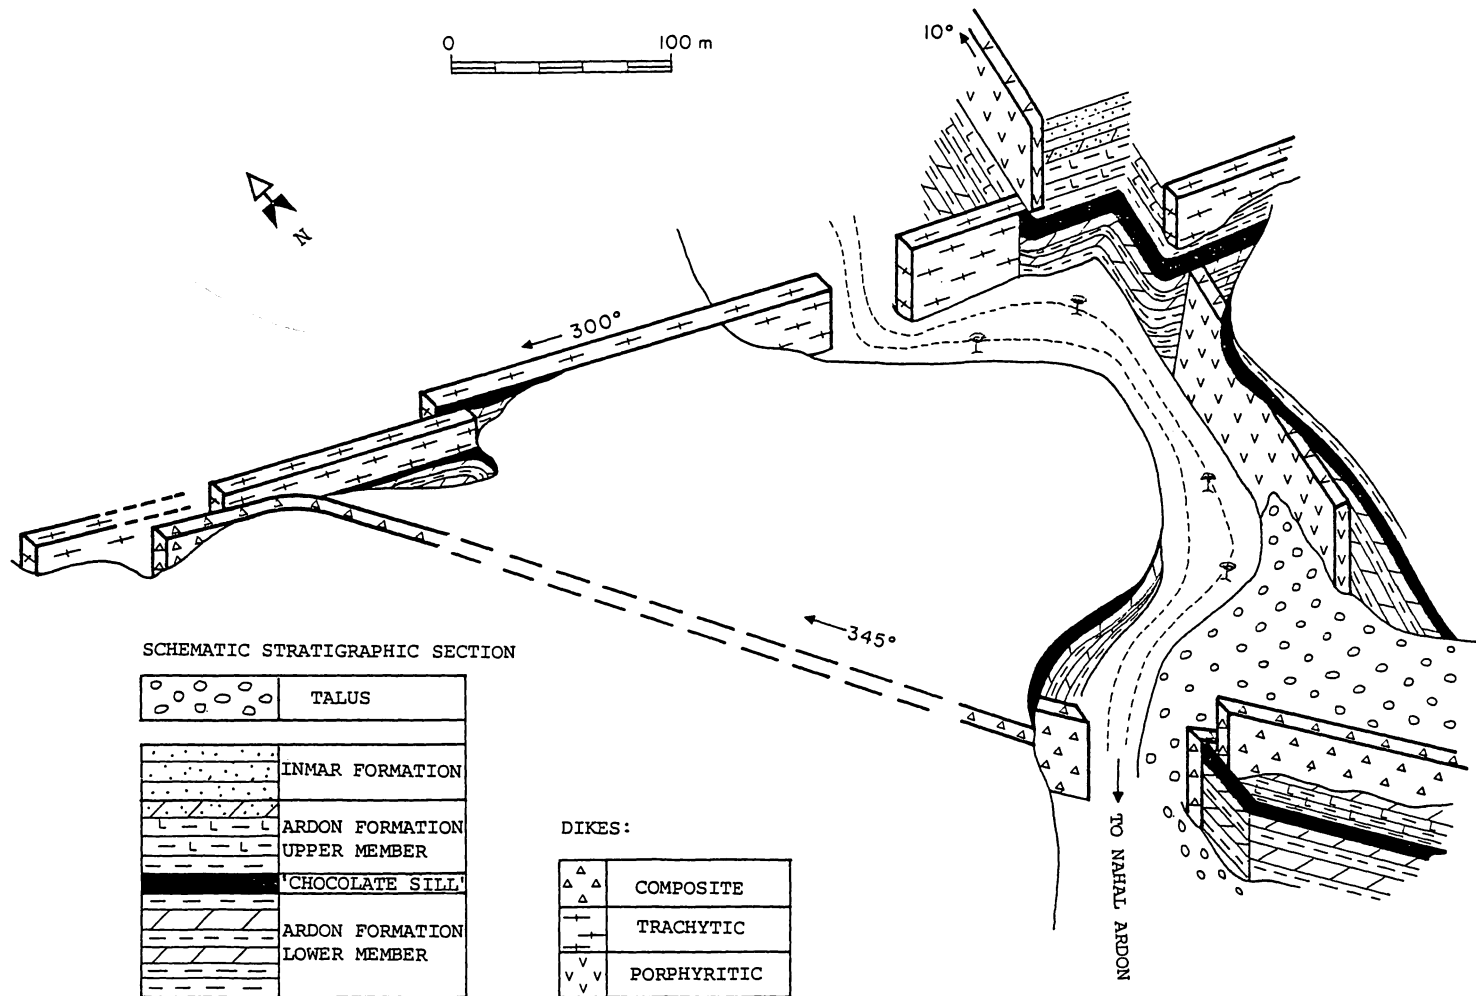 0 100 m
10°
N
300°
345°
TO NAHAL ARDON
SCHEMATIC STRATIGRAPHIC SECTION
TALUS
INMAR FORMATION
ARDON FORMATION
UPPER MEMBER
'CHOCOLATE SILL'
ARDON FORMATION
LOWER MEMBER
DIKES:
COMPOSITE
TRACHYTIC
PORPHYRITIC